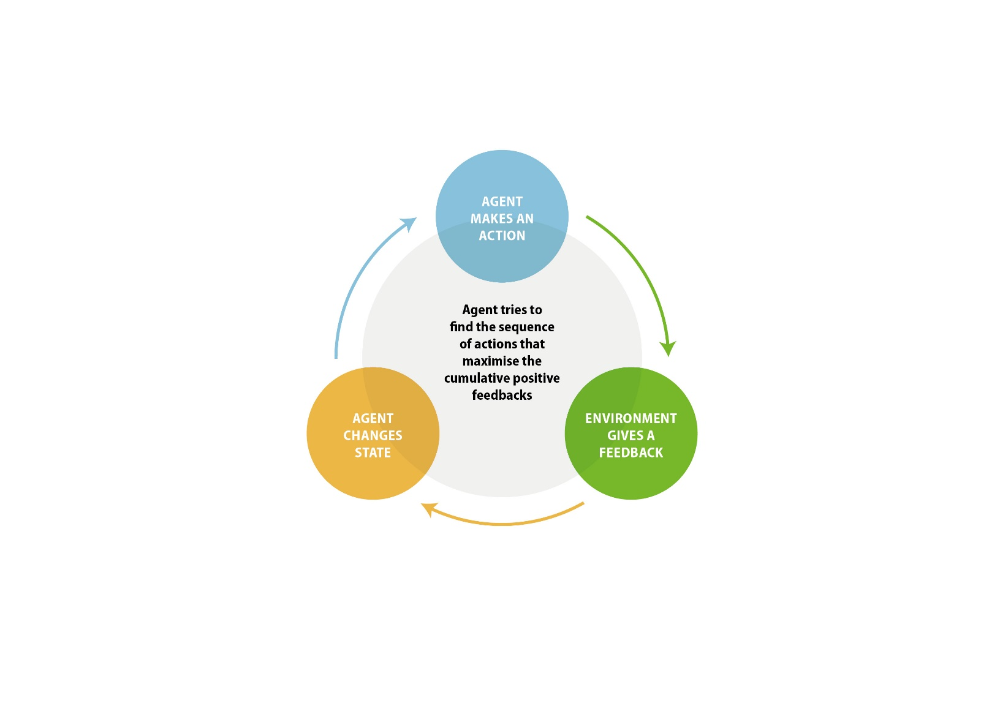 AGENT
MAKES AN
ACTION
Agent tries to
find the sequence
of actions that
maximise the
cumulative positive
feedbacks
AGENT
CHANGES
STATE
ENVIRONMENT
GIVES A
FEEDBACK